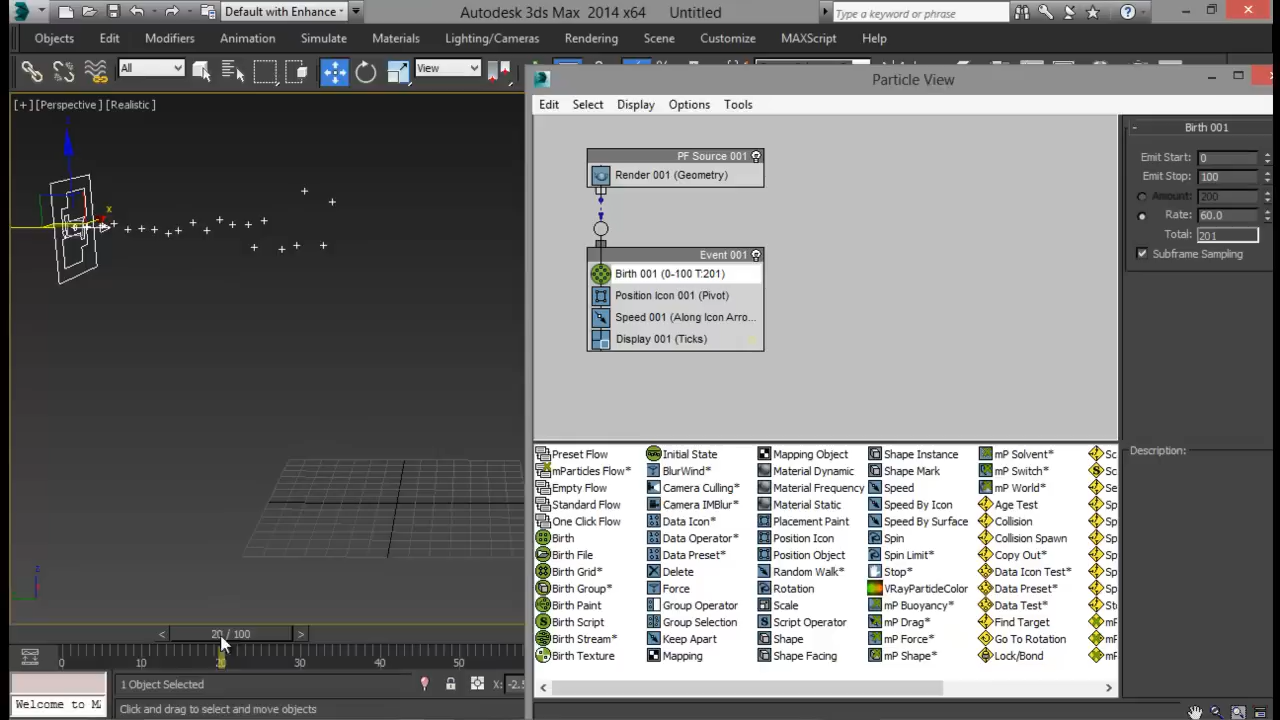 Default with Enhance
Autodesk 3ds Max 2014 x64 Untitled
Type a keyword or phrase
Objects Edit Modifiers Animation Simulate Materials Lighting/Cameras Rendering Scene Customize MAXScript Help
All View
Particle View
[+] [Perspective] [Realistic]
Edit Select Display Options Tools
PF Source 001
Render 001 (Geometry)
Event 001
Birth 001 (0-100 T:201)
Position Icon 001 (Pivot)
Speed 001 (Along Icon Arro...
Display 001 (Ticks)
- Birth 001
Emit Start: 0
Emit Stop: 100
Amount: 200
Rate: 60.0
Total: 201
Subframe Sampling
z
x
y
Preset Flow Initial State Mapping Object Shape Instance mP Solvent* Sc
mParticles Flow* BlurWind* Material Dynamic Shape Mark mP Switch* Sc
Empty Flow Camera Culling* Material Frequency Speed mP World* Se
Standard Flow Camera IMBlur* Material Static Speed By Icon Age Test Sp
One Click Flow Data Icon* Placement Paint Speed By Surface Collision Sp
Birth Data Operator* Position Icon Spin Collision Spawn Sp
Birth File Data Preset* Position Object Spin Limit* Copy Out* Sp
Birth Grid* Delete Random Walk* Stop* Data Icon Test* Sp
Birth Group* Force Rotation VRayParticleColor Data Preset* Sp
Birth Paint Group Operator Scale mP Buoyancy* Data Test* St
Birth Script Group Selection Script Operator mP Drag* Find Target mP
Birth Stream* Keep Apart Shape mP Force* Go To Rotation mP
Birth Texture Mapping Shape Facing mP Shape* Lock/Bond mP
Description:
< 20 / 100 >
0 10 20 30 40 50
1 Object Selected X: -2.5
Welcome to M
Click and drag to select and move objects